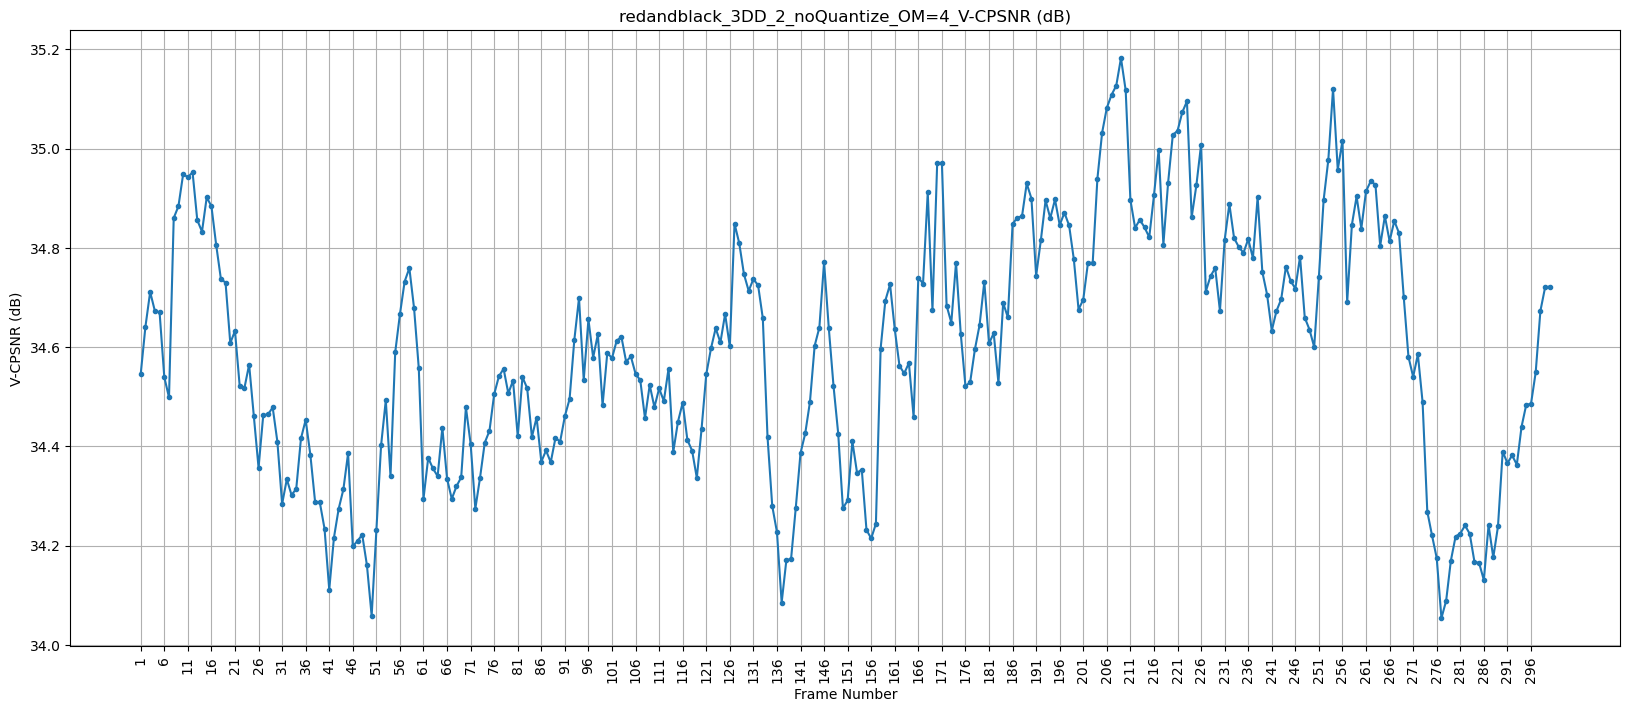 redandblack_3DD_2_noQuantize_OM=4_V-CPSNR (dB)
V-CPSNR (dB)
35.2
35.0
34.8
34.6
34.4
34.2
34.0
1 6 11 16 21 26 31 36 41 46 51 56 61 66 71 76 81 86 91 96 101 106 111 116 121 126 131 136 141 146 151 156 161 166 171 176 181 186 191 196 201 206 211 216 221 226 231 236 241 246 251 256 261 266 271 276 281 286 291 296
Frame Number